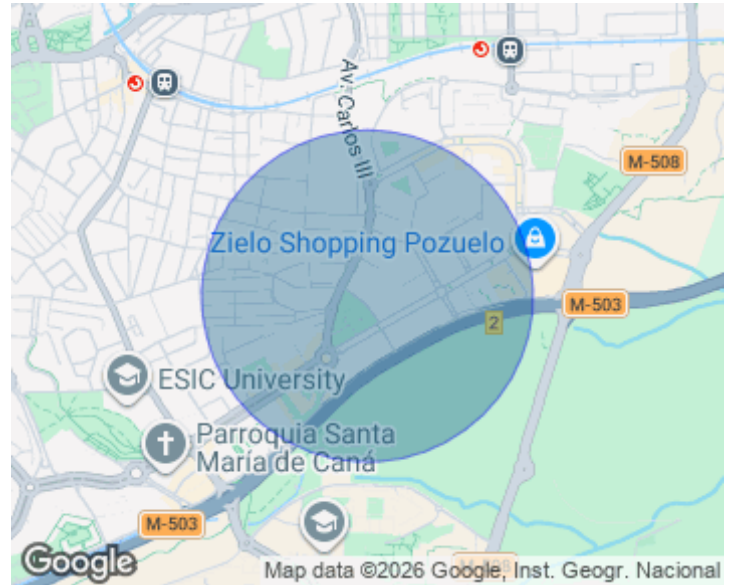 Av. Carlos III
M-508
Zielo Shopping Pozuelo
M-503
2
ESIC University
Parroquia Santa
María de Caná
M-503
Google
Map data ©2026 Google, Inst. Geogr. Nacional